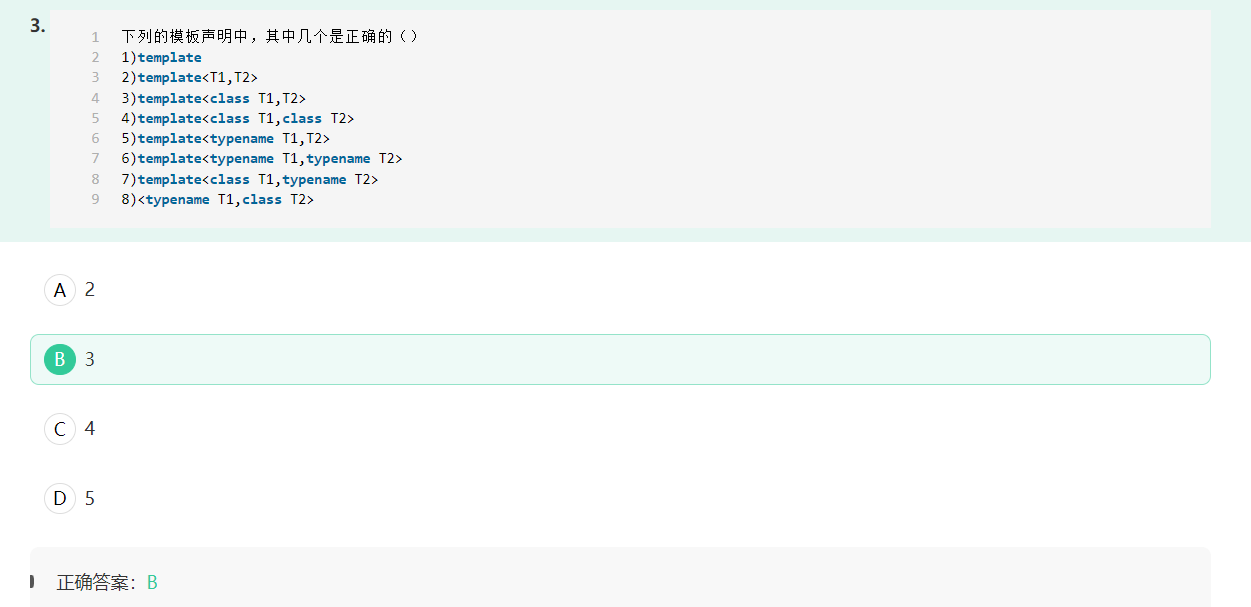 3.
1 下列的模板声明中，其中几个是正确的（）
2 1)template
3 2)template<T1,T2>
4 3)template<class T1,T2>
5 4)template<class T1,class T2>
6 5)template<typename T1,T2>
7 6)template<typename T1,typename T2>
8 7)template<class T1,typename T2>
9 8)<typename T1,class T2>
A 2
B 3
C 4
D 5
正确答案：B